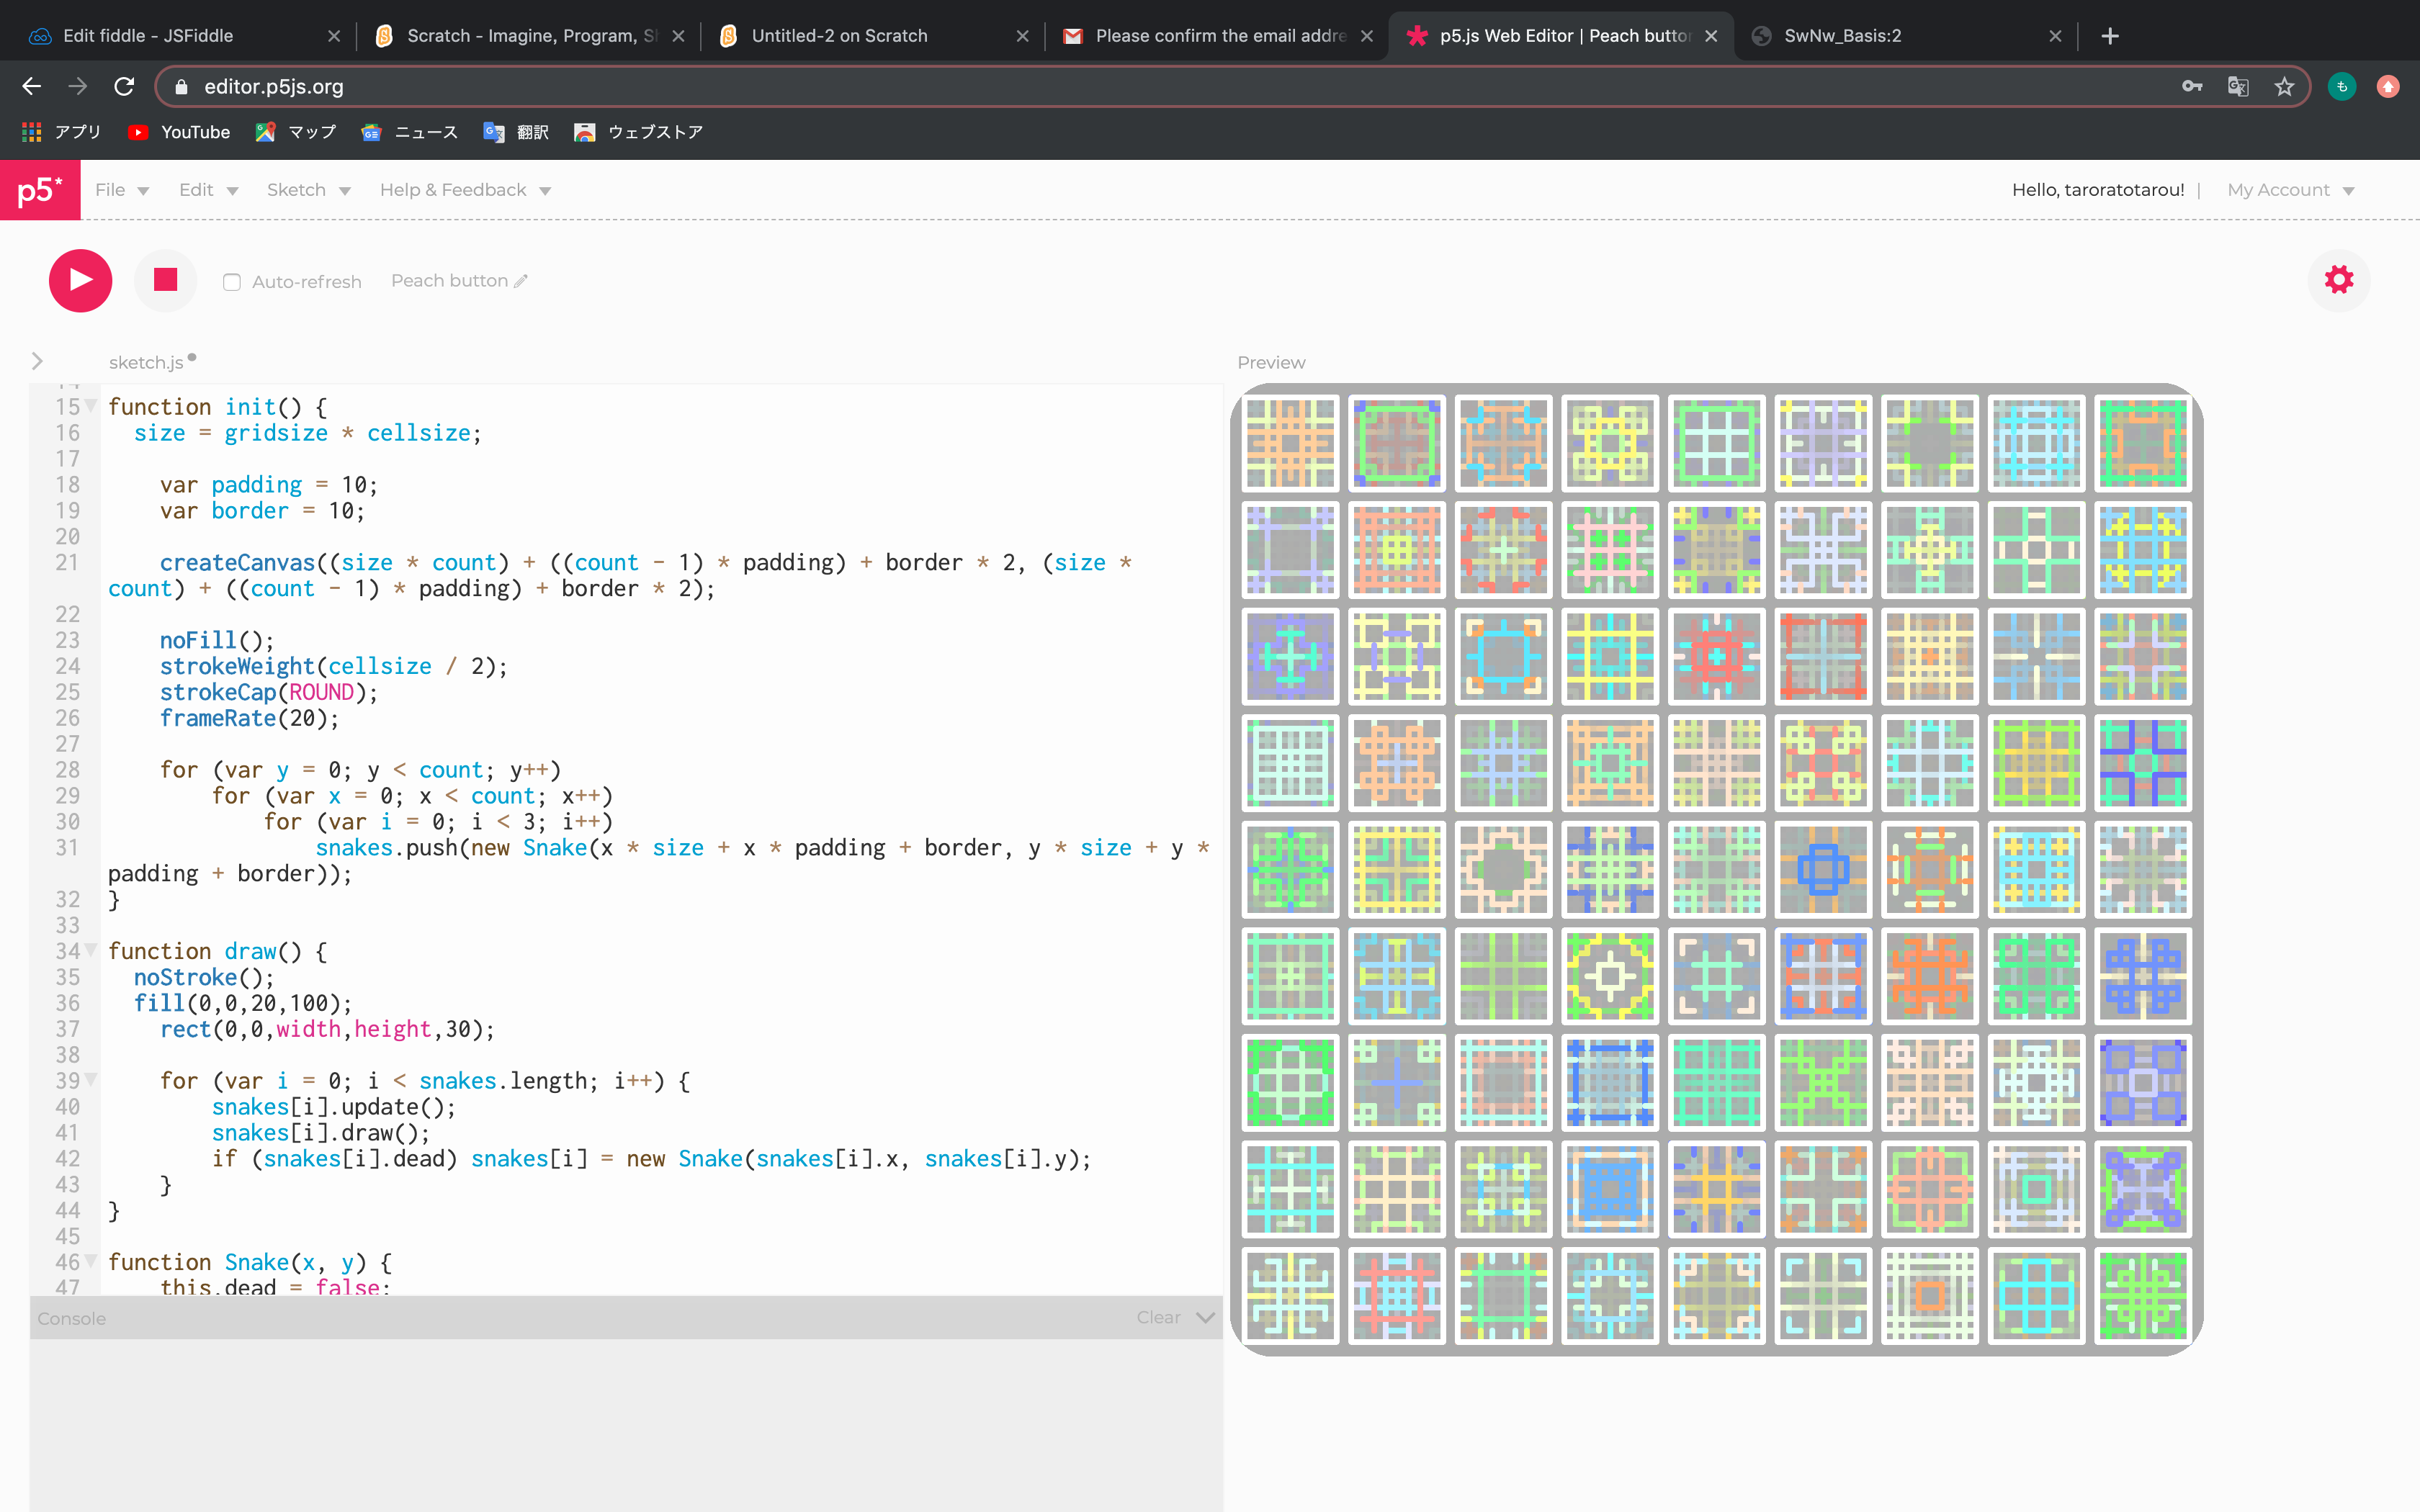 Edit fiddle - JSFiddle
Scratch - Imagine, Program, Sh
Untitled-2 on Scratch
Please confirm the email addre
p5.js Web Editor | Peach button
SwNw_Basis:2
editor.p5js.org
も
アプリ
YouTube
マップ
ニュース
翻訳
ウェブストア
p5*
File
Edit
Sketch
Help & Feedback
Hello, taroratotarou!
|
My Account
Auto-refresh
Peach button
sketch.js
Preview
14
15 function init() {
16 size = gridsize * cellsize;
17
18 var padding = 10;
19 var border = 10;
20
21 createCanvas((size * count) + ((count - 1) * padding) + border * 2, (size *
count) + ((count - 1) * padding) + border * 2);
22
23 noFill();
24 strokeWeight(cellsize / 2);
25 strokeCap(ROUND);
26 frameRate(20);
27
28 for (var y = 0; y < count; y++)
29 for (var x = 0; x < count; x++)
30 for (var i = 0; i < 3; i++)
31 snakes.push(new Snake(x * size + x * padding + border, y * size + y *
padding + border));
32 }
33
34 function draw() {
35 noStroke();
36 fill(0,0,20,100);
37 rect(0,0,width,height,30);
38
39 for (var i = 0; i < snakes.length; i++) {
40 snakes[i].update();
41 snakes[i].draw();
42 if (snakes[i].dead) snakes[i] = new Snake(snakes[i].x, snakes[i].y);
43 }
44 }
45
46 function Snake(x, y) {
47 this.dead = false;
Console
Clear